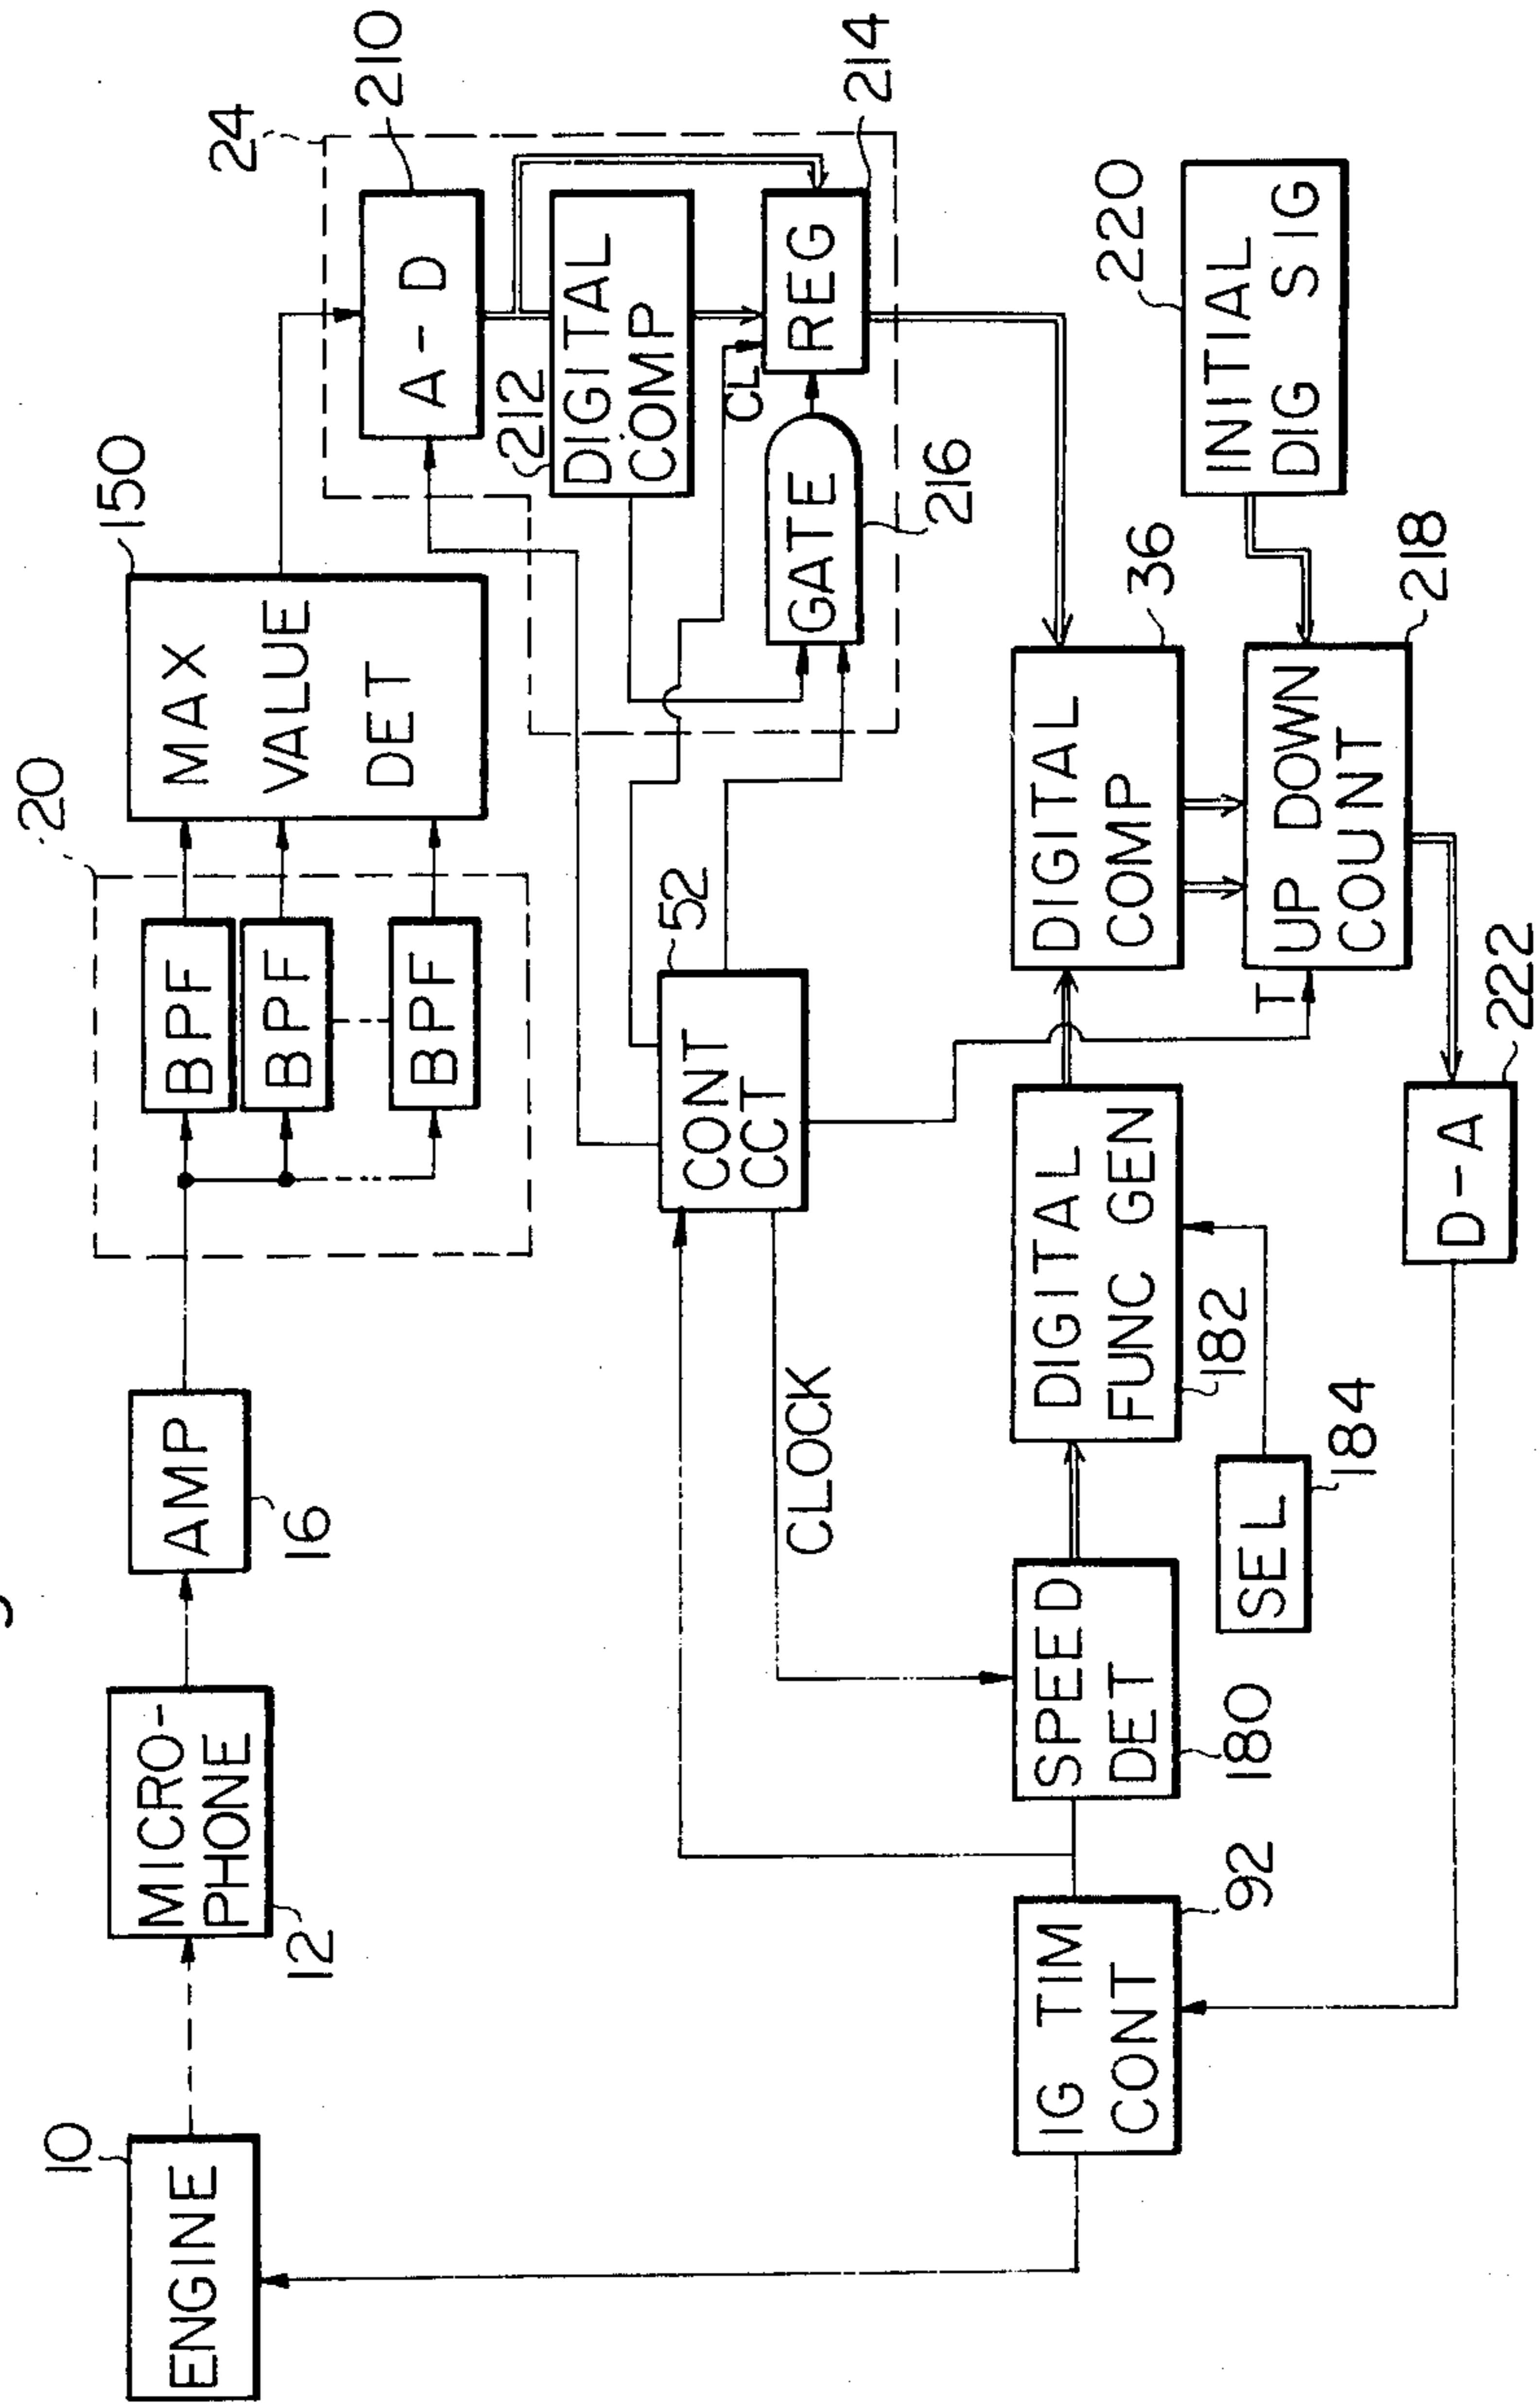 10
ENGINE
MICRO-
PHONE
12
AMP
16
20
BPF
BPF
BPF
150
MAX
VALUE
DET
24
210
A-D
212
DIGITAL
COMP
CL
REG
214
GATE
216
52
CONT
CCT
CLOCK
IG TIM
CONT
92
SPEED
DET
180
DIGITAL
FUNC GEN
182
SEL
184
DIGITAL
COMP
36
T
UP DOWN
COUNT
218
220
INITIAL
DIG SIG
D-A
222